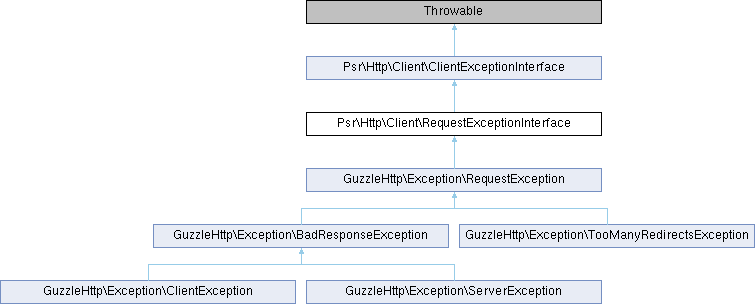 Throwable
Psr\Http\Client\ClientExceptionInterface
Psr\Http\Client\RequestExceptionInterface
GuzzleHttp\Exception\RequestException
GuzzleHttp\Exception\BadResponseException
GuzzleHttp\Exception\TooManyRedirectsException
GuzzleHttp\Exception\ClientException
GuzzleHttp\Exception\ServerException